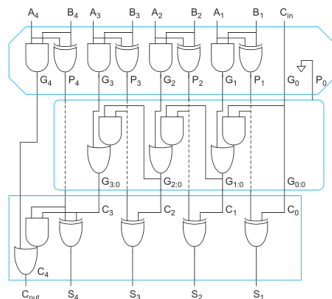 A4 B4 A3 B3 A2 B2 A1 B1 Cin
G4 P4 G3 P3 G2 P2 G1 P1 G0 P0
G3:0 G2:0 G1:0 G0:0
C3 C2 C1 C0
C4
Cout S4 S3 S2 S1